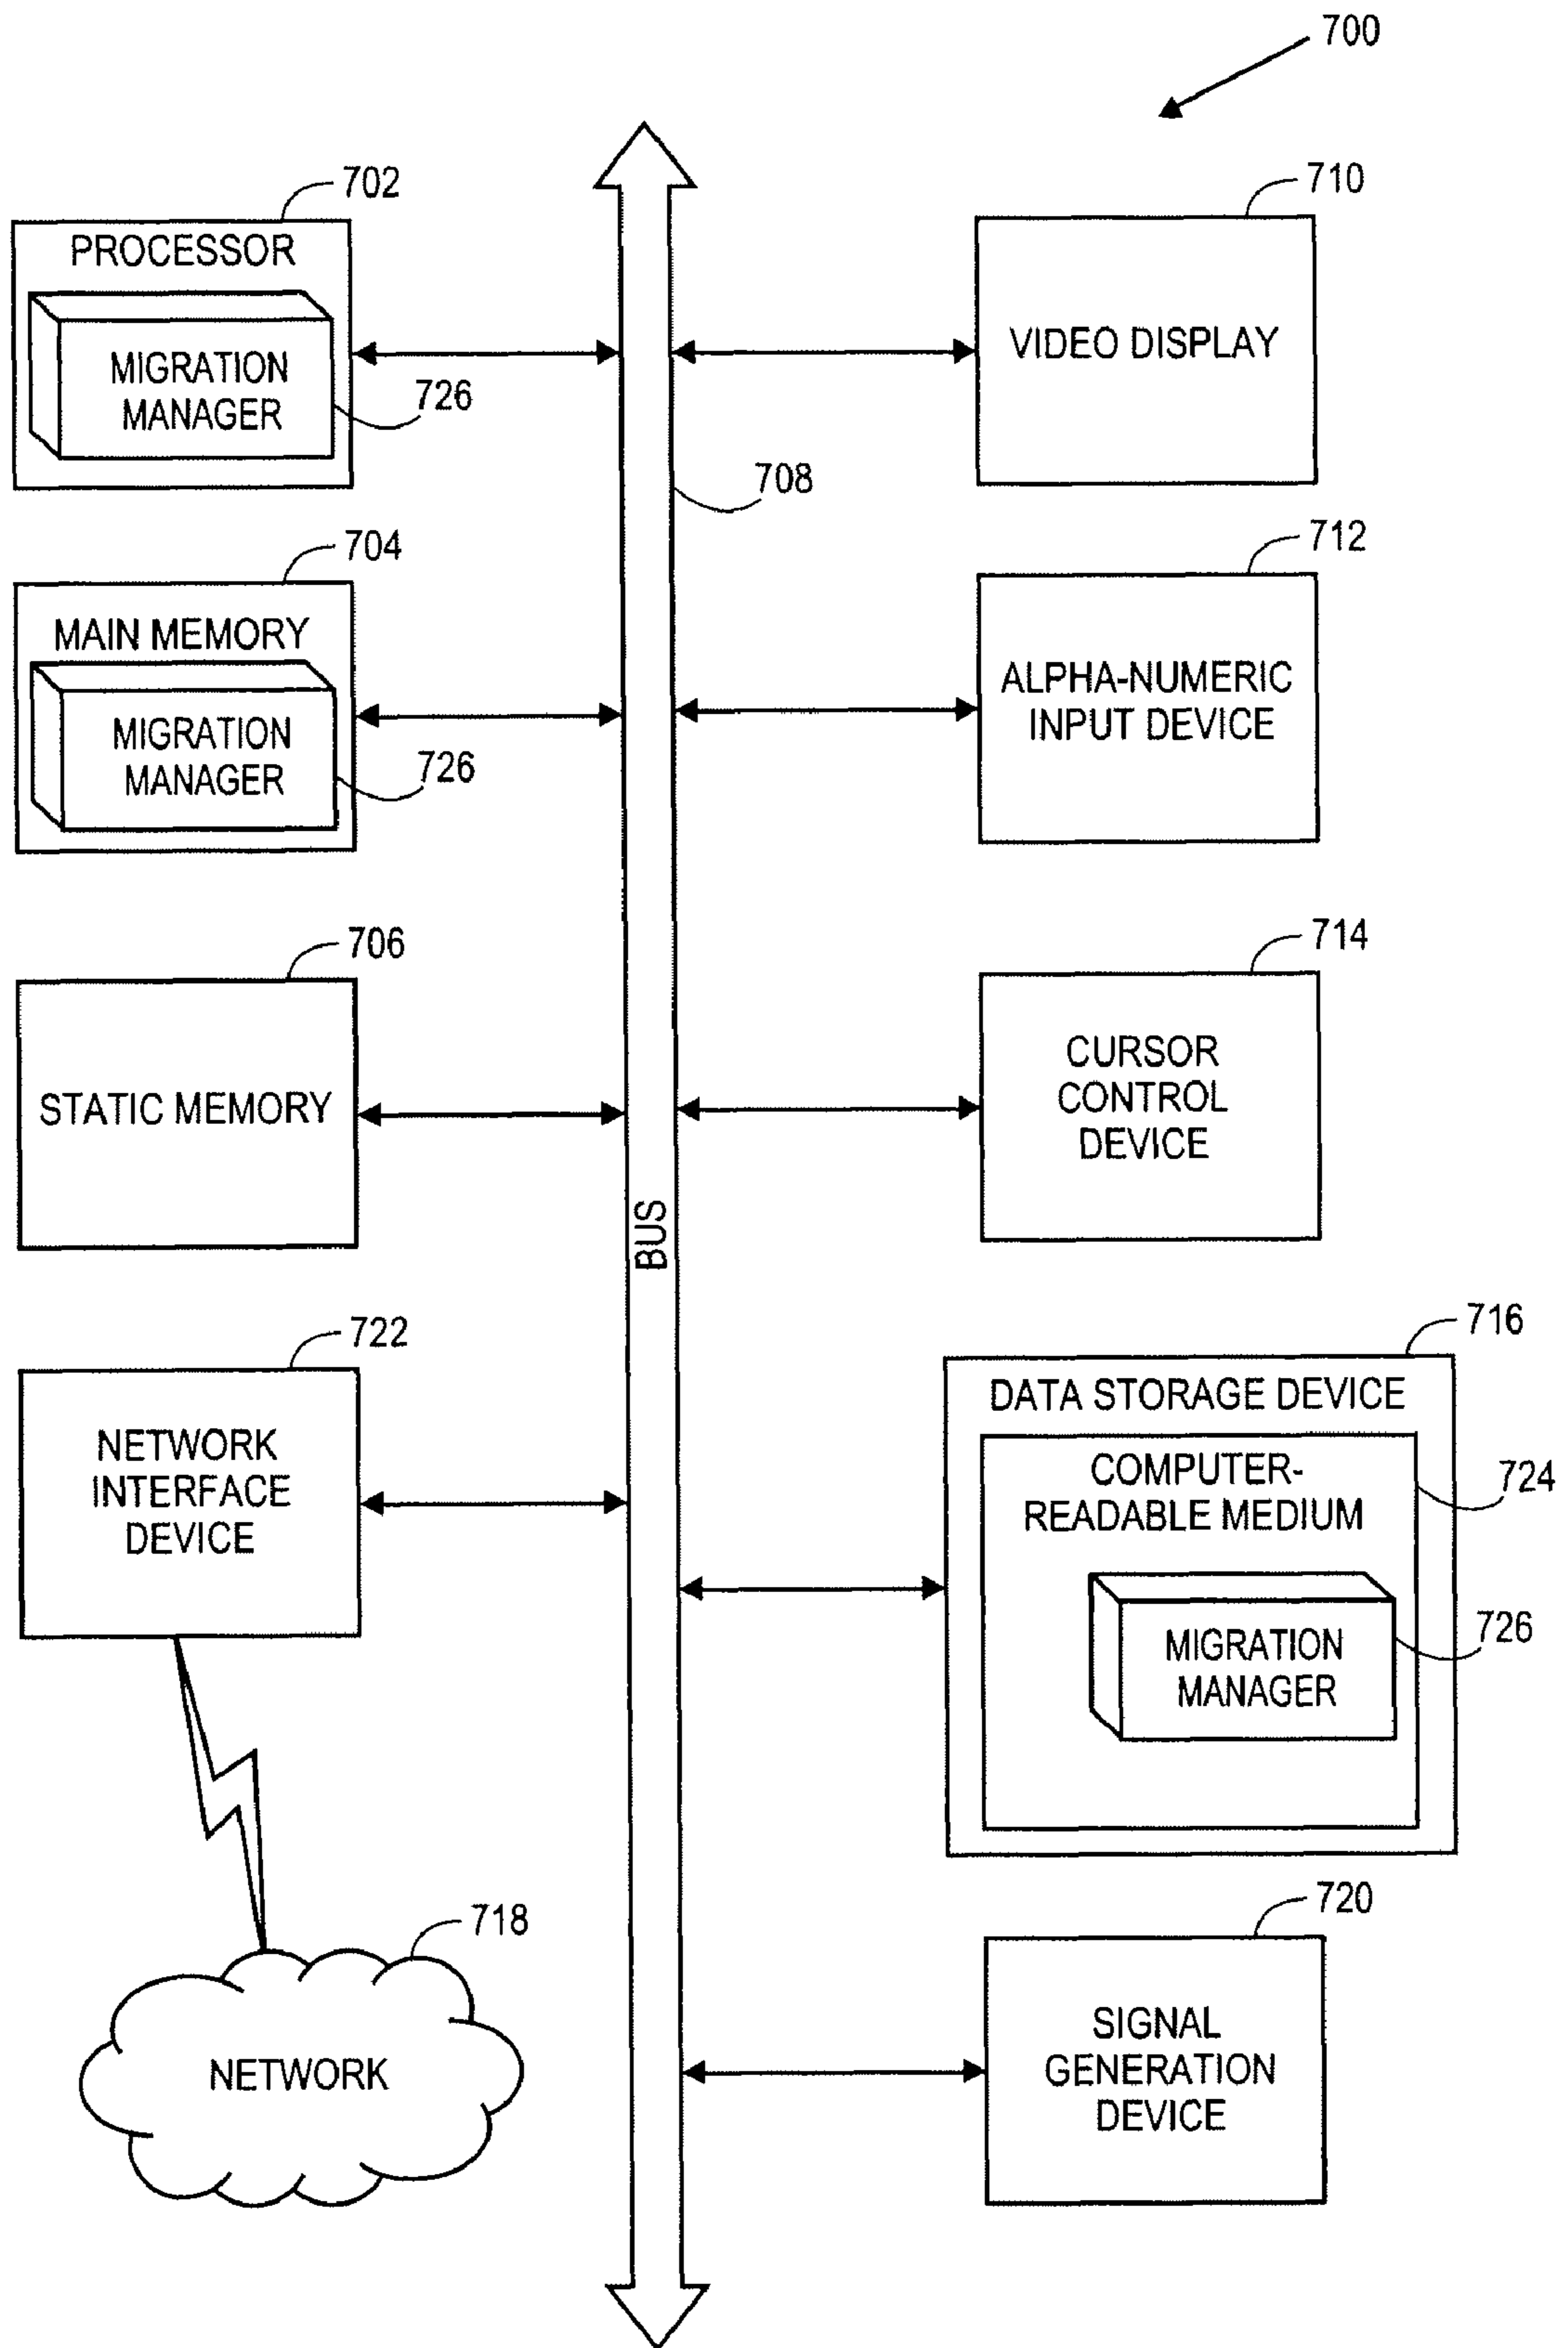 700
702
PROCESSOR
MIGRATION
MANAGER
726
704
MAIN MEMORY
MIGRATION
MANAGER
726
706
STATIC MEMORY
722
NETWORK
INTERFACE
DEVICE
718
NETWORK
708
BUS
710
VIDEO DISPLAY
712
ALPHA-NUMERIC
INPUT DEVICE
714
CURSOR
CONTROL
DEVICE
716
DATA STORAGE DEVICE
COMPUTER-
READABLE MEDIUM
724
MIGRATION
MANAGER
726
720
SIGNAL
GENERATION
DEVICE